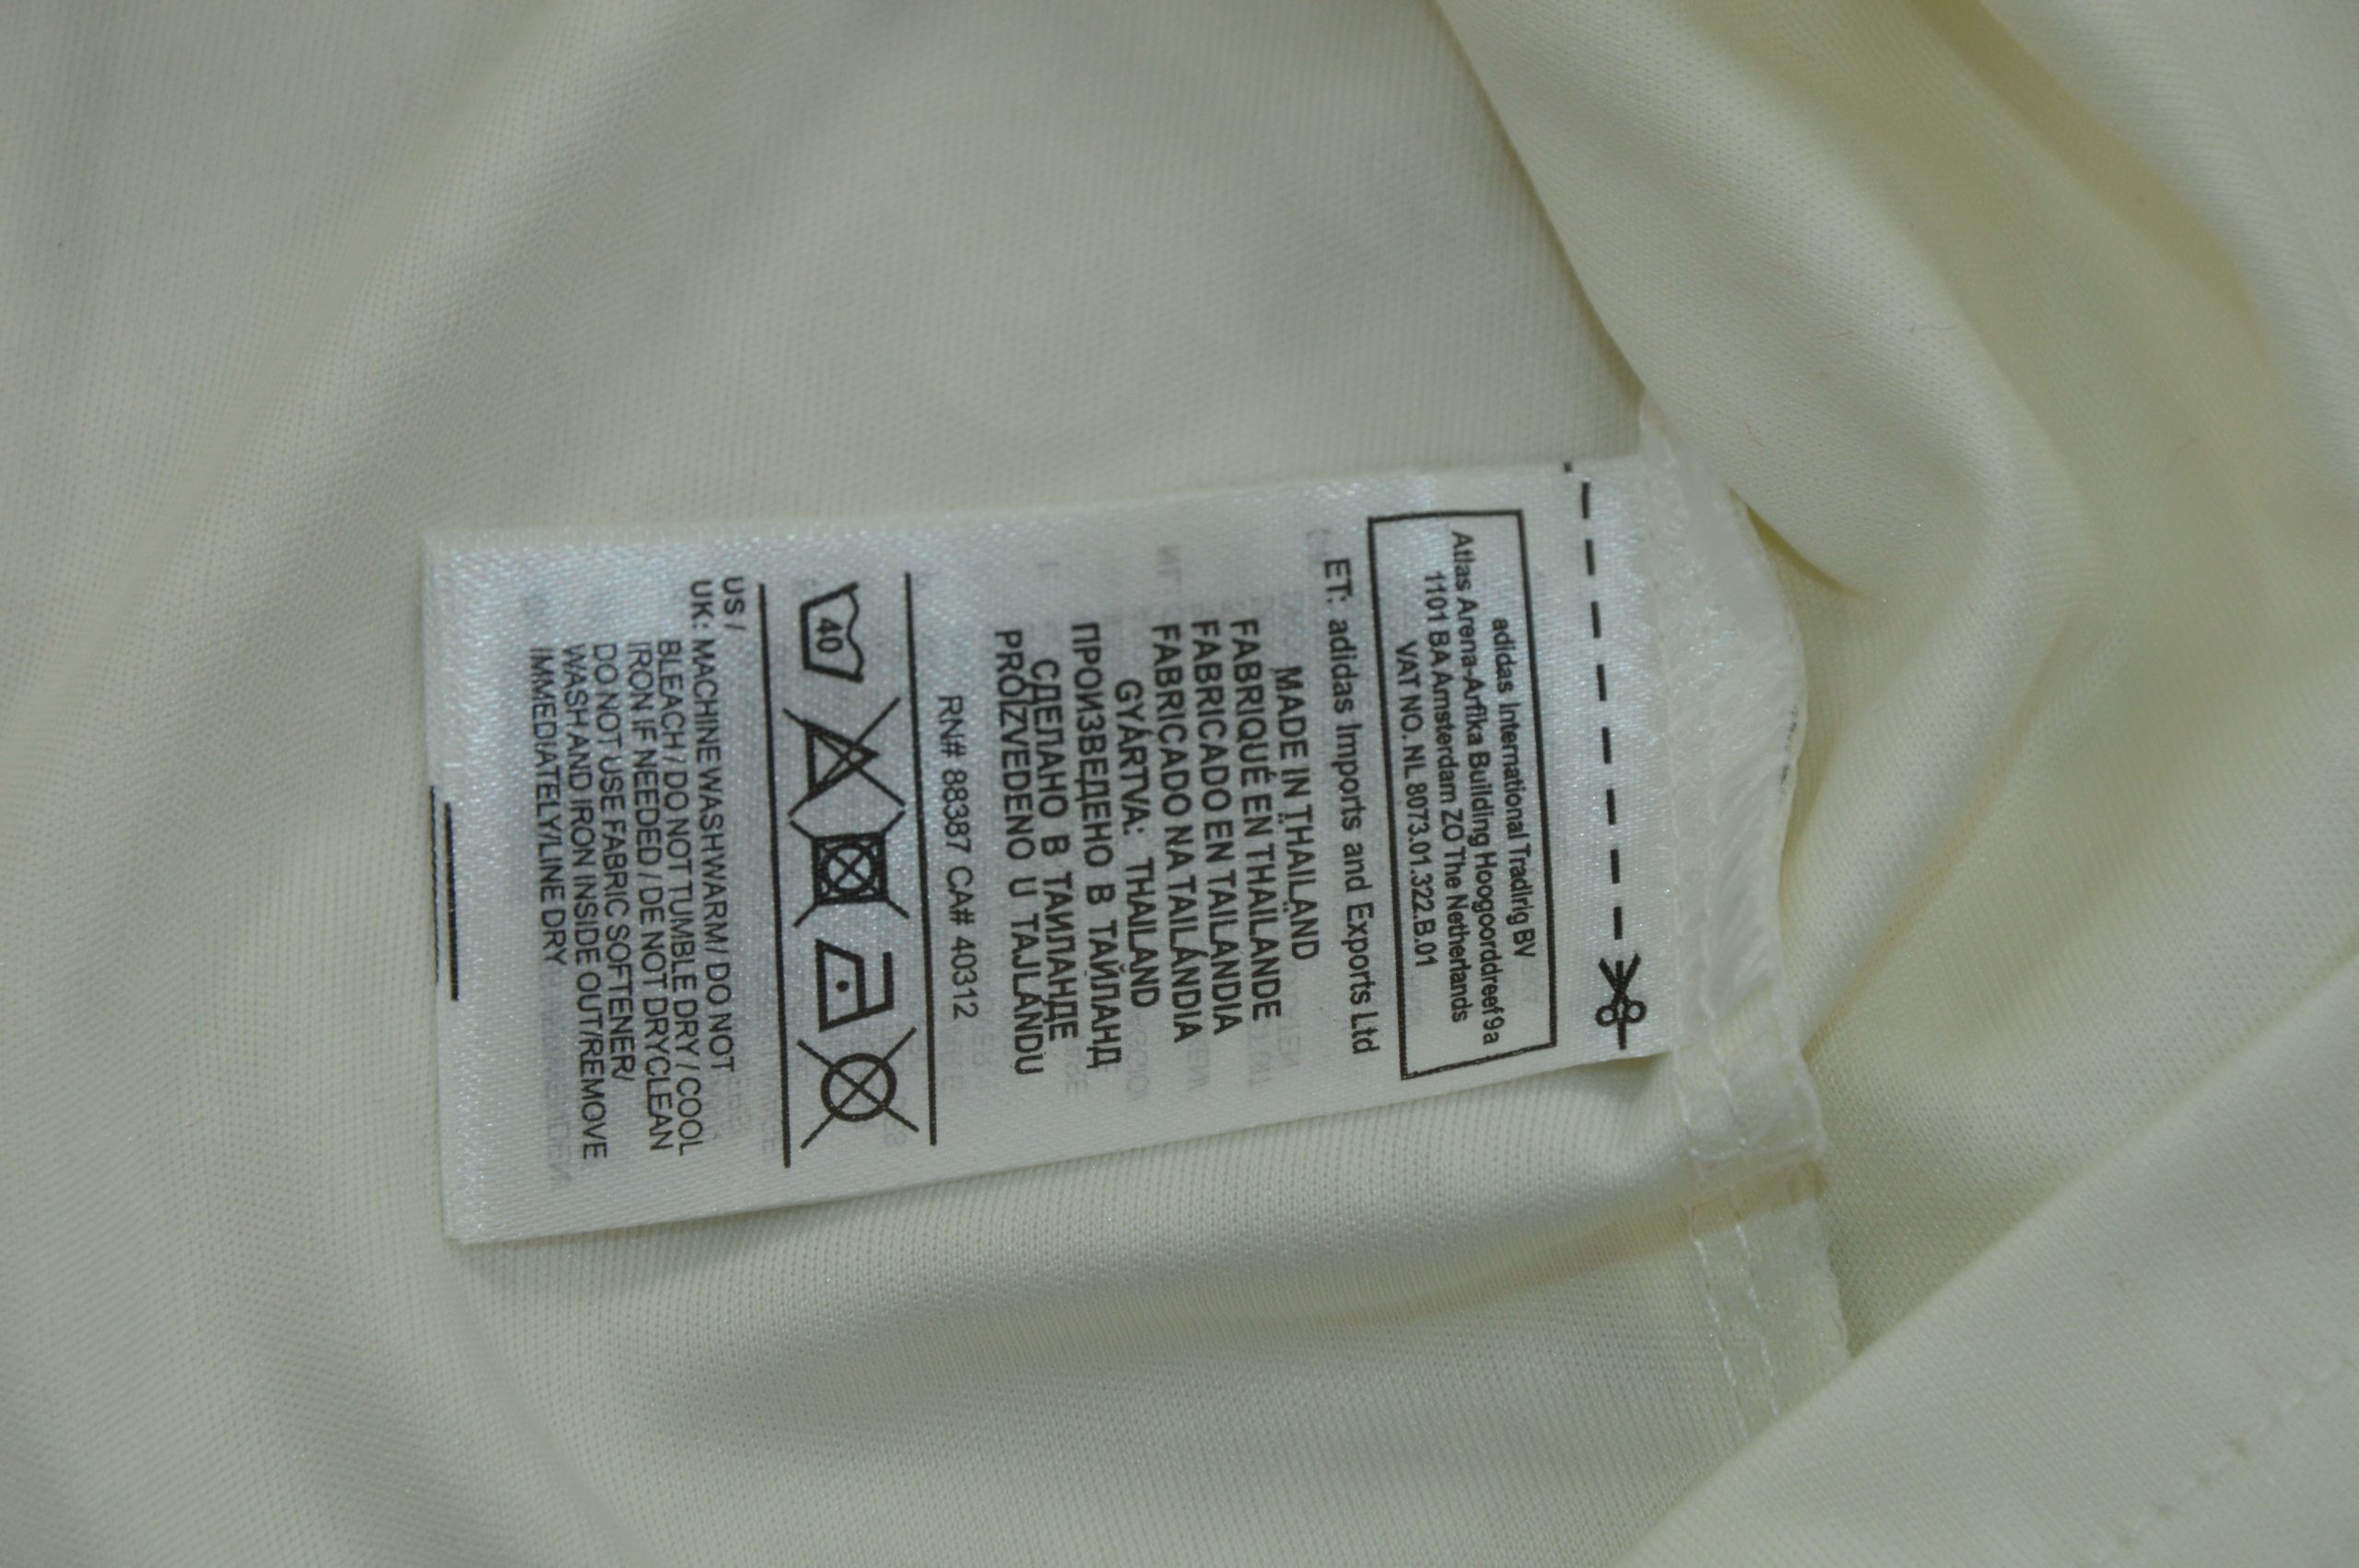 adidas International Tradirig BV
Atlas Arena-Arfika Building Hoogoorddreef 9a
1101 BA Amsterdam ZO The Netherlands
VAT NO. NL 8073.01.322.B.01
ET: adidas Imports and Exports Ltd
MADE IN THAILAND
FABRIQUÉ EN THAILANDE
FABRICADO EN TAILANDIA
FABRICADO NA TAILÁNDIA
GYÁRTVA: THAILAND
ПРОИЗВЕДЕНО В ТАЙЛАНД
СДЕЛАНО В ТАИЛАНДЕ
PROIZVEDENO U TAJLANDU
RN# 88387 CA# 40312
40
US /
UK: MACHINE WASH WARM / DO NOT
BLEACH / DO NOT TUMBLE DRY / COOL
IRON IF NEEDED / DE NOT DRYCLEAN
DO NOT USE FABRIC SOFTENER/
WASH AND IRON INSIDE OUT/REMOVE
IMMEDIATELY/LINE DRY